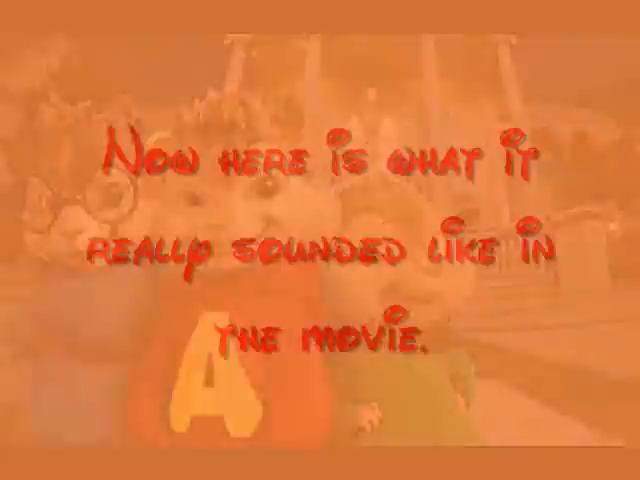 Now here is what it
really sounded like in
the movie.
A